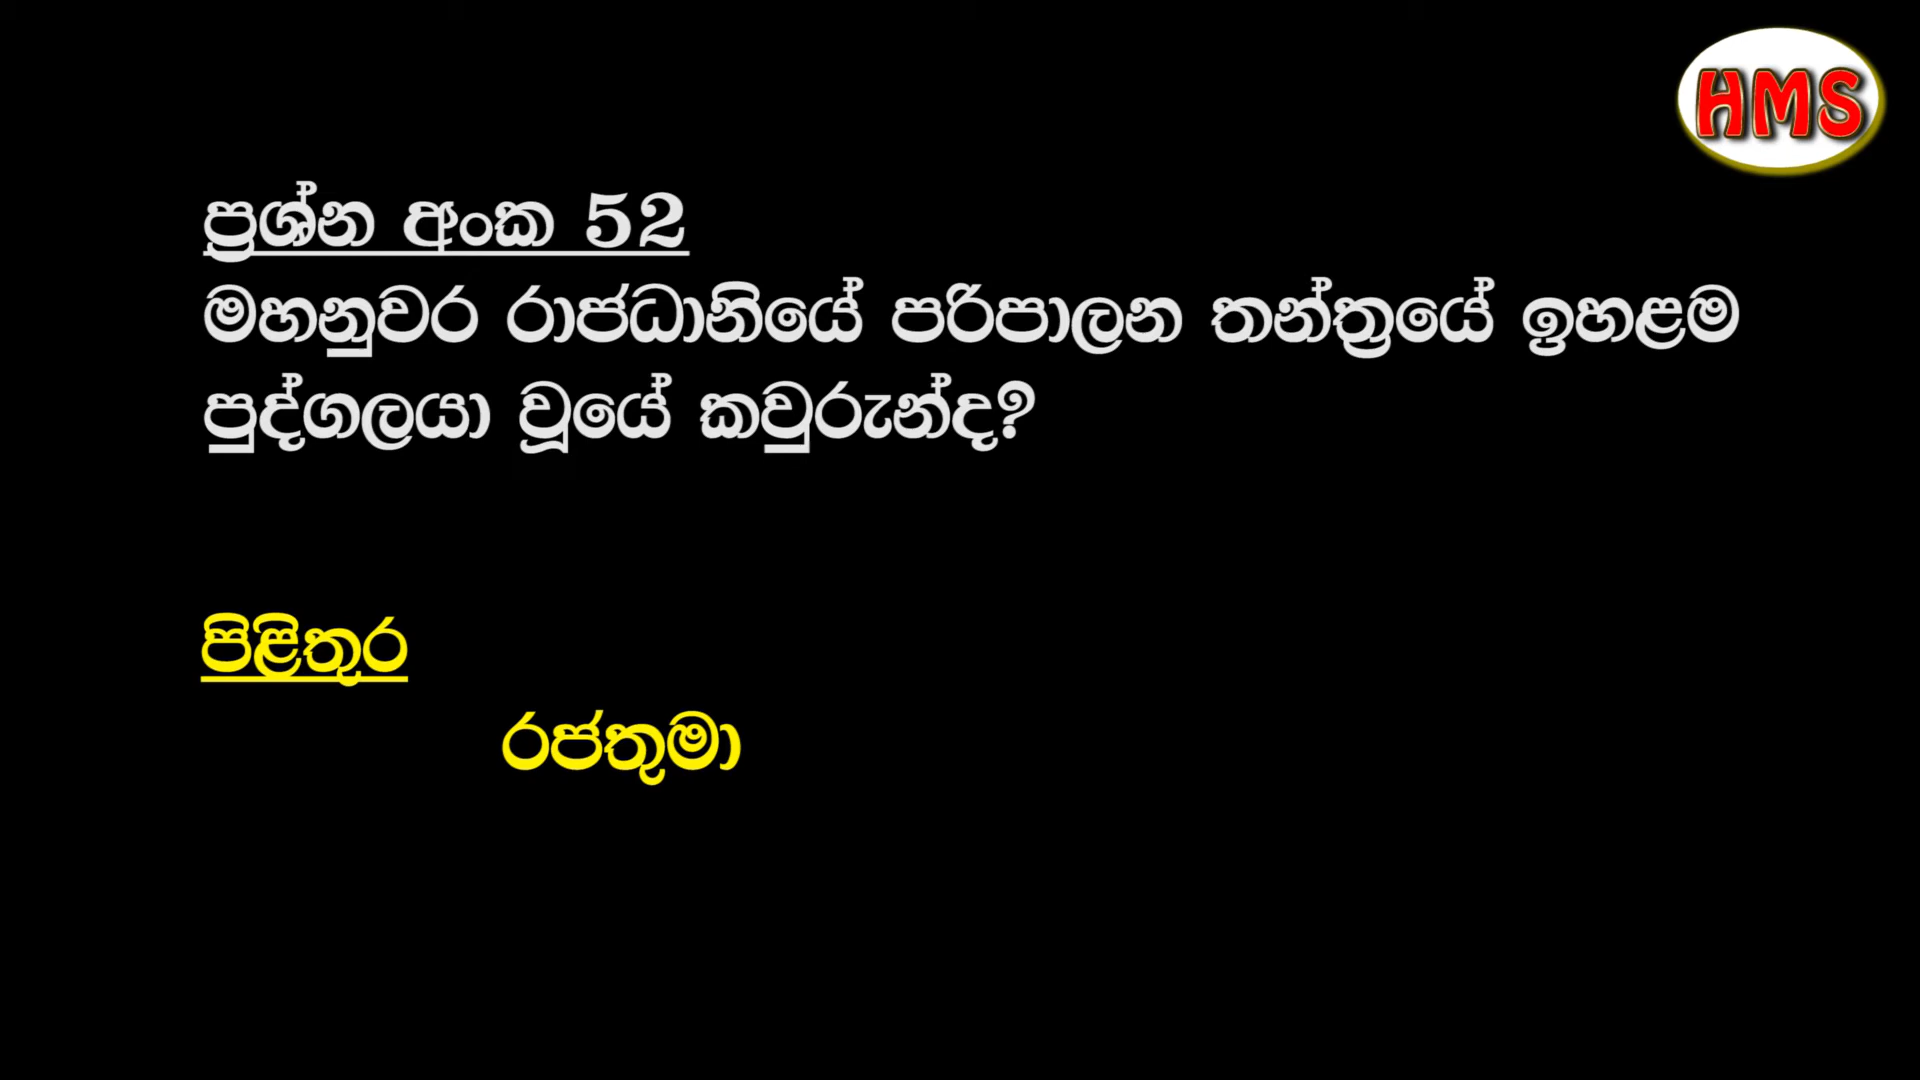 HMS
ප්‍රශ්න අංක 52
මහනුවර රාජධානියේ පරිපාලන තන්ත්‍රයේ ඉහළම
පුද්ගලයා වූයේ කවුරුන්ද?
පිළිතුර
රජතුමා